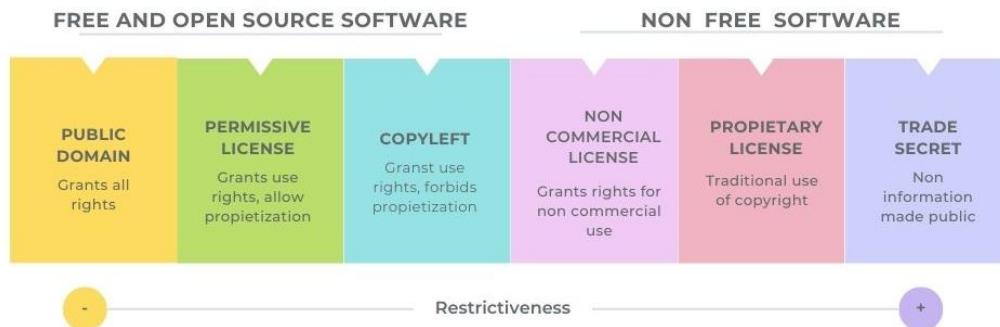 FREE AND OPEN SOURCE SOFTWARE
NON FREE SOFTWARE
PUBLIC
DOMAIN
Grants all
rights
PERMISSIVE
LICENSE
Grants use
rights, allow
propietization
COPYLEFT
Granst use
rights, forbids
propietization
NON
COMMERCIAL
LICENSE
Grants rights for
non commercial
use
PROPIETARY
LICENSE
Traditional use
of copyright
TRADE
SECRET
Non
information
made public
-
Restrictiveness
+